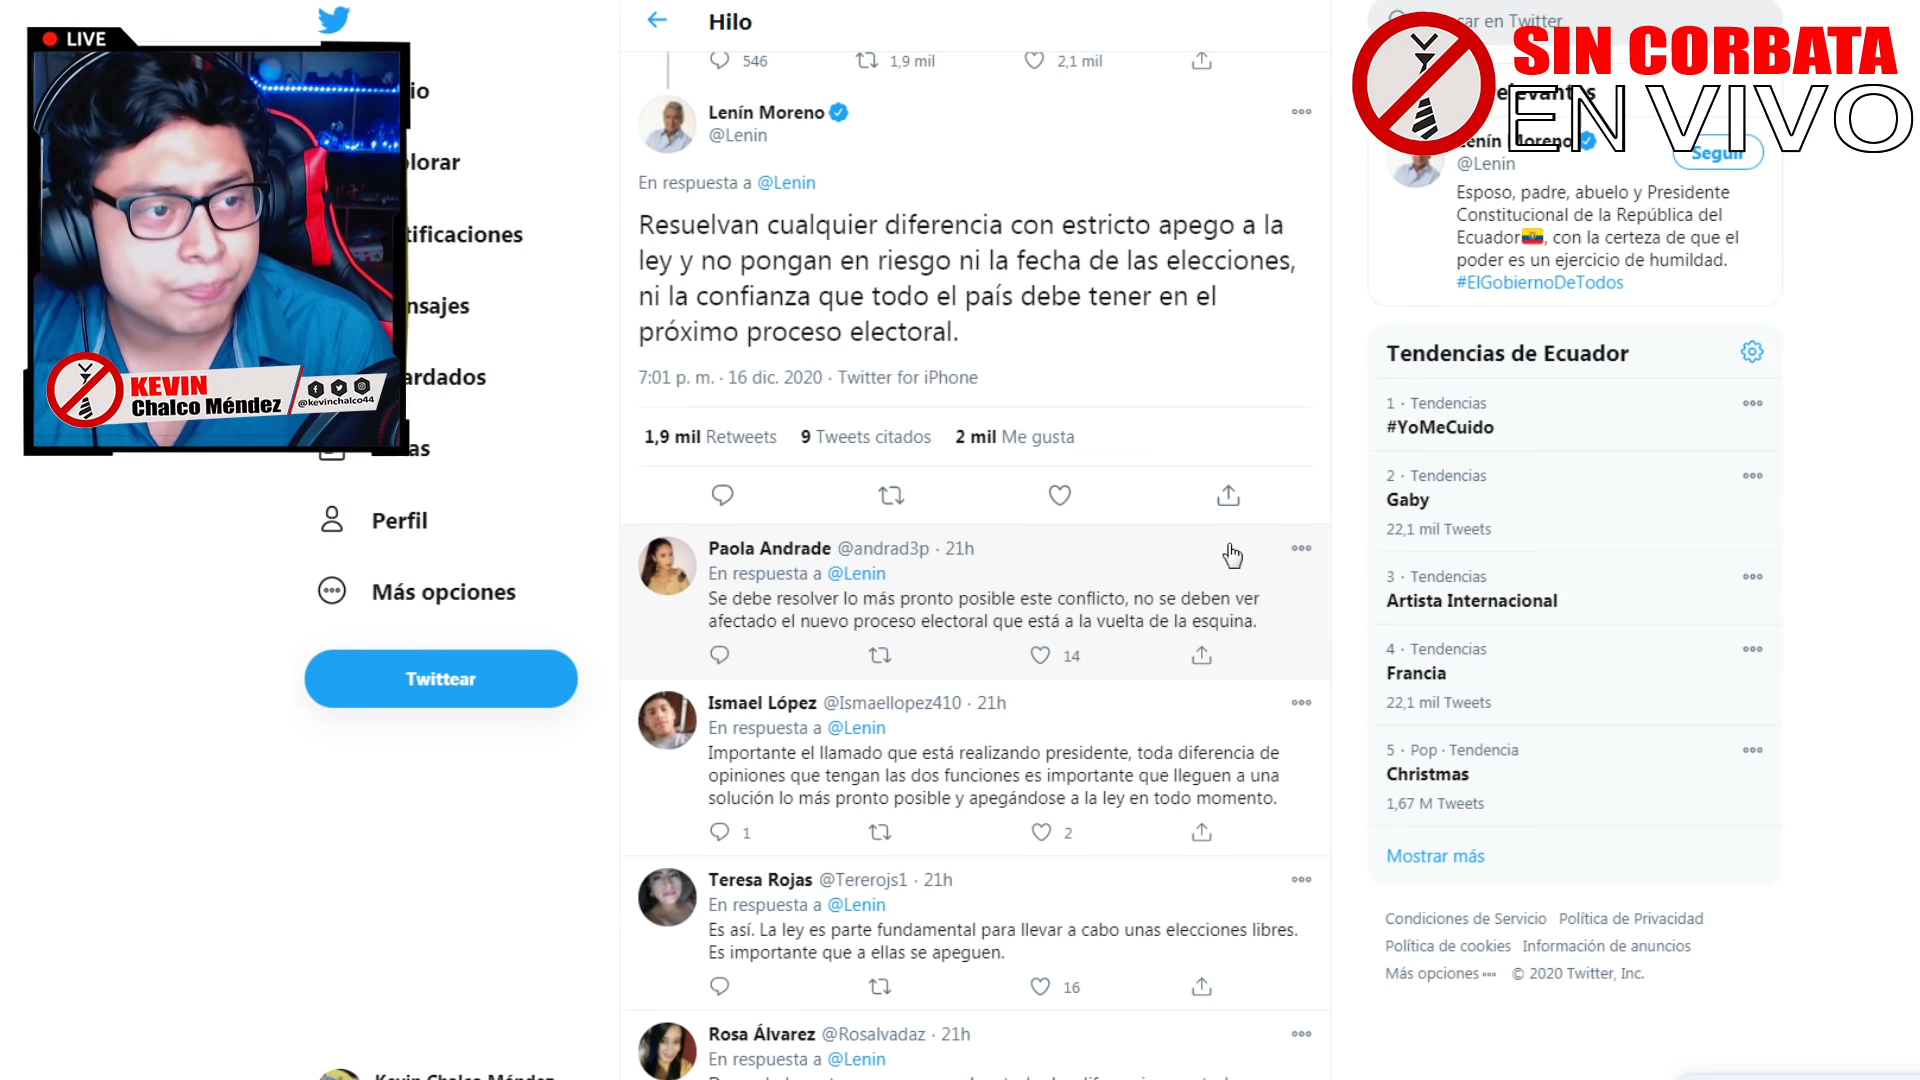 LIVE
KEVIN
Chalco Méndez
@kevinchalco44
io
plorar
tificaciones
nsajes
ardados
as
Perfil
Más opciones
Twittear
Kevin Chalco Méndez
Hilo
546
1,9 mil
2,1 mil
Lenín Moreno
@Lenin
En respuesta a @Lenin
Resuelvan cualquier diferencia con estricto apego a la
ley y no pongan en riesgo ni la fecha de las elecciones,
ni la confianza que todo el país debe tener en el
próximo proceso electoral.
7:01 p. m. · 16 dic. 2020 · Twitter for iPhone
1,9 mil Retweets 9 Tweets citados 2 mil Me gusta
Paola Andrade @andrad3p · 21h
En respuesta a @Lenin
Se debe resolver lo más pronto posible este conflicto, no se deben ver
afectado el nuevo proceso electoral que está a la vuelta de la esquina.
14
Ismael López @Ismaellopez410 · 21h
En respuesta a @Lenin
Importante el llamado que está realizando presidente, toda diferencia de
opiniones que tengan las dos funciones es importante que lleguen a una
solución lo más pronto posible y apegándose a la ley en todo momento.
1
2
Teresa Rojas @Tererojs1 · 21h
En respuesta a @Lenin
Es así. La ley es parte fundamental para llevar a cabo unas elecciones libres.
Es importante que a ellas se apeguen.
16
Rosa Álvarez @Rosalvadaz · 21h
En respuesta a @Lenin
car en Twitter
SIN CORBATA
EN VIVO
elevantes
Lenín Moreno
@Lenin
Seguir
Esposo, padre, abuelo y Presidente
Constitucional de la República del
Ecuador🇪🇨, con la certeza de que el
poder es un ejercicio de humildad.
#ElGobiernoDeTodos
Tendencias de Ecuador
1 · Tendencias
#YoMeCuido
2 · Tendencias
Gaby
22,1 mil Tweets
3 · Tendencias
Artista Internacional
4 · Tendencias
Francia
22,1 mil Tweets
5 · Pop · Tendencia
Christmas
1,67 M Tweets
Mostrar más
Condiciones de Servicio Política de Privacidad
Política de cookies Información de anuncios
Más opciones © 2020 Twitter, Inc.